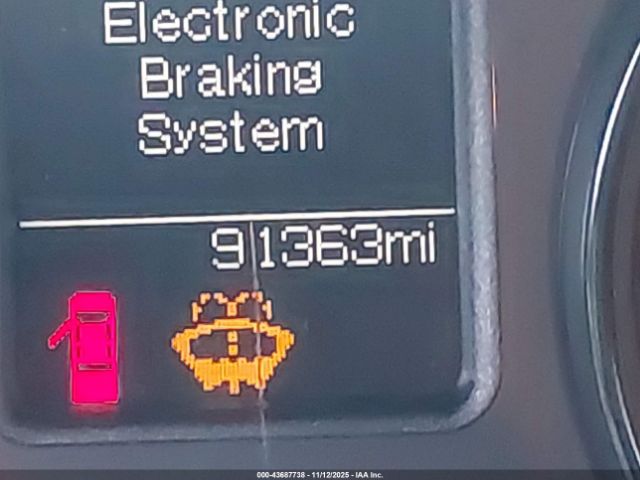 Electronic
Braking
System
91363mi
000-43687738 - 11/12/2025 - IAA Inc.